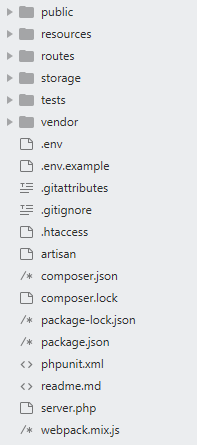 public
resources
routes
storage
tests
vendor
.env
.env.example
.gitattributes
.gitignore
.htaccess
artisan
composer.json
composer.lock
package-lock.json
package.json
phpunit.xml
readme.md
server.php
webpack.mix.js